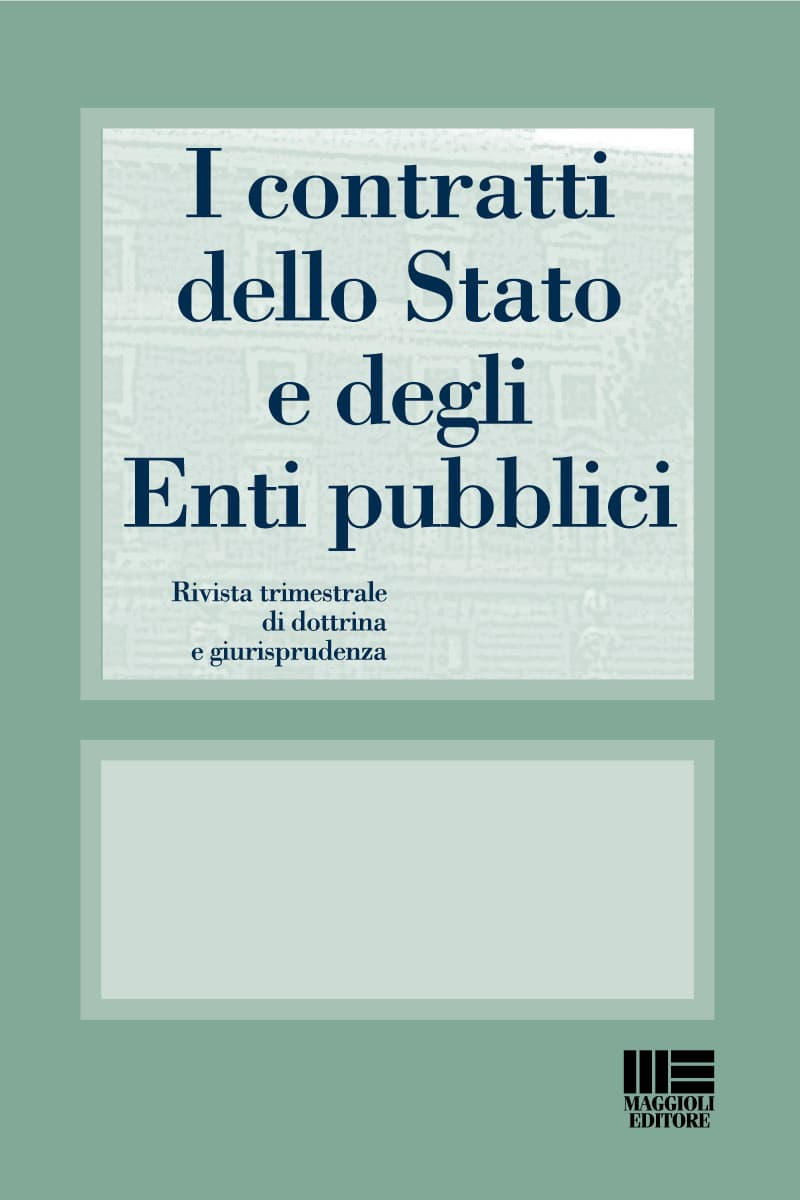 I contratti
dello Stato
e degli
Enti pubblici
Rivista trimestrale
di dottrina
e giurisprudenza
MAGGIOLI
EDITORE